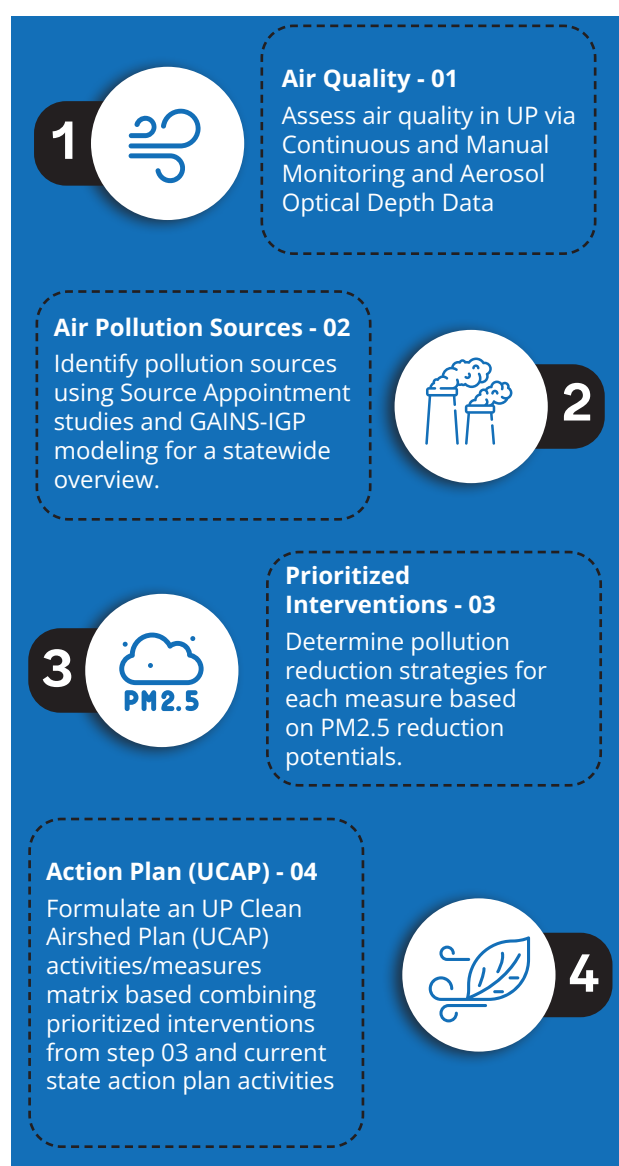 1
Air Quality - 01
Assess air quality in UP via
Continuous and Manual
Monitoring and Aerosol
Optical Depth Data
Air Pollution Sources - 02
Identify pollution sources
using Source Appointment
studies and GAINS-IGP
modeling for a statewide
overview.
2
3
PM2.5
Prioritized
Interventions - 03
Determine pollution
reduction strategies for
each measure based
on PM2.5 reduction
potentials.
Action Plan (UCAP) - 04
Formulate an UP Clean
Airshed Plan (UCAP)
activities/measures
matrix based combining
prioritized interventions
from step 03 and current
state action plan activities
4